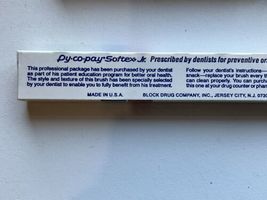 Py·co·pay Softex Jr. Prescribed by dentists for preventive or
This professional package has been purchased by your dentist
as part of his patient education program for better oral health.
The style and texture of this brush has been specially selected
by your dentist to enable you to fully benefit from his treatment.
Follow your dentist's instructions—
snack—replace your brush every th
can clean properly. You can purchas
this one at your drug counter or phar
MADE IN U.S.A. BLOCK DRUG COMPANY, INC., JERSEY CITY, N.J. 0730